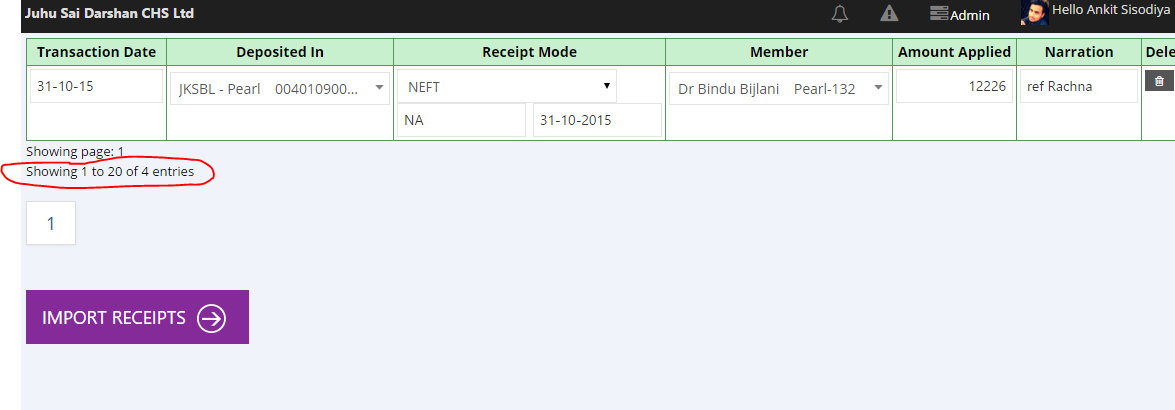 Juhu Sai Darshan CHS Ltd
Admin
Hello Ankit Sisodiya
Transaction Date Deposited In Receipt Mode Member Amount Applied Narration Dele
31-10-15 JKSBL - Pearl 004010900... NEFT Dr Bindu Bijlani Pearl-132 12226 ref Rachna
NA 31-10-2015
Showing page: 1
Showing 1 to 20 of 4 entries
1
IMPORT RECEIPTS